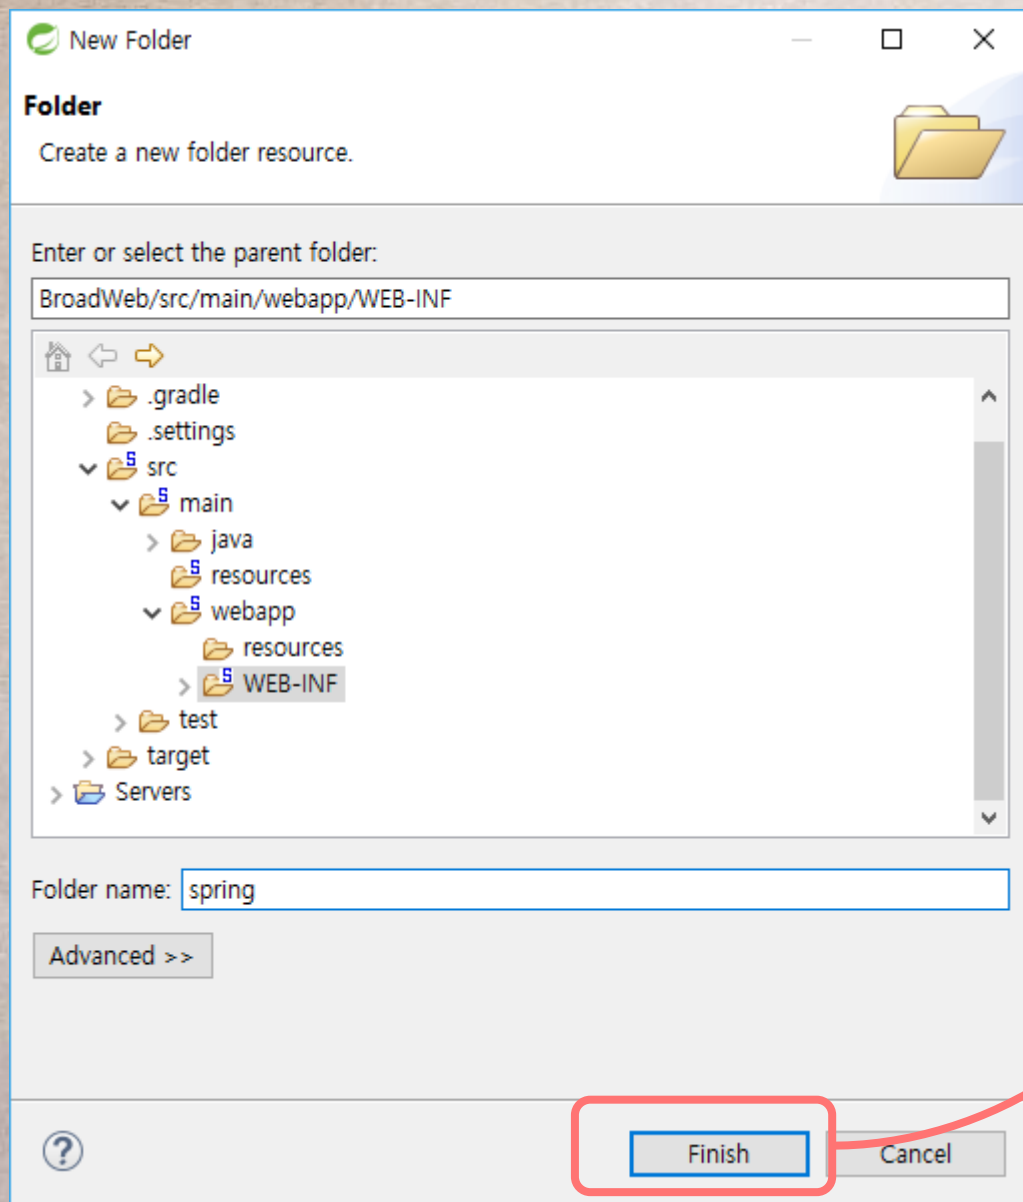 New Folder
Folder
Create a new folder resource.
Enter or select the parent folder:
BroadWeb/src/main/webapp/WEB-INF
.gradle
.settings
src
main
java
resources
webapp
resources
WEB-INF
test
target
Servers
Folder name: spring
Advanced >>
Finish Cancel